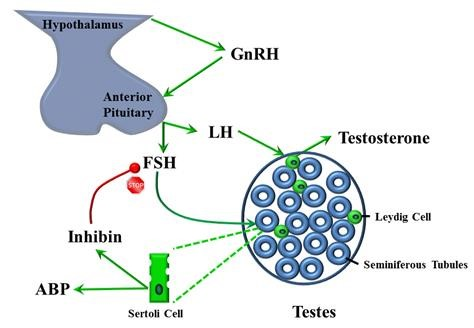 Hypothalamus
GnRH
Anterior
Pituitary
LH
Testosterone
FSH
STOP
Leydig Cell
Inhibin
Seminiferous Tubules
ABP
Sertoli Cell
Testes